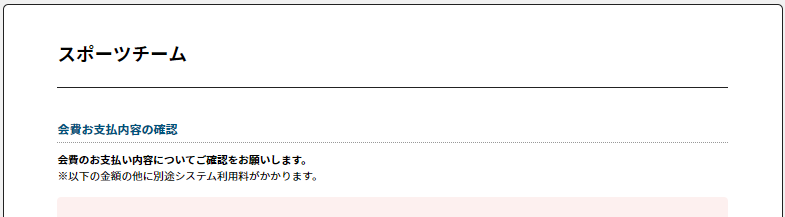 スポーツチーム
会費お支払内容の確認
会費のお支払い内容についてご確認をお願いします。
※以下の金額の他に別途システム利用料がかかります。